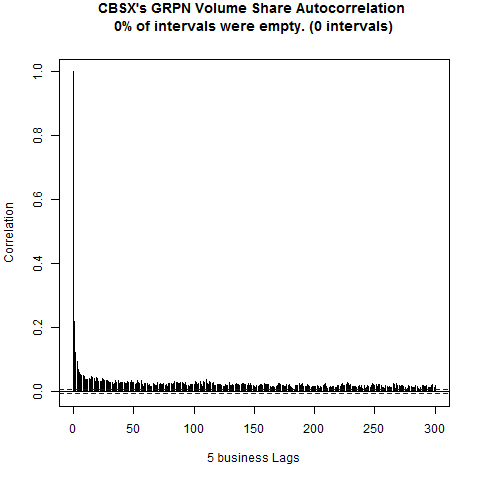 CBSX's GRPN Volume Share Autocorrelation
0% of intervals were empty. (0 intervals)
1.0
0.8
0.6
0.4
0.2
0.0
Correlation
0 50 100 150 200 250 300
5 business Lags